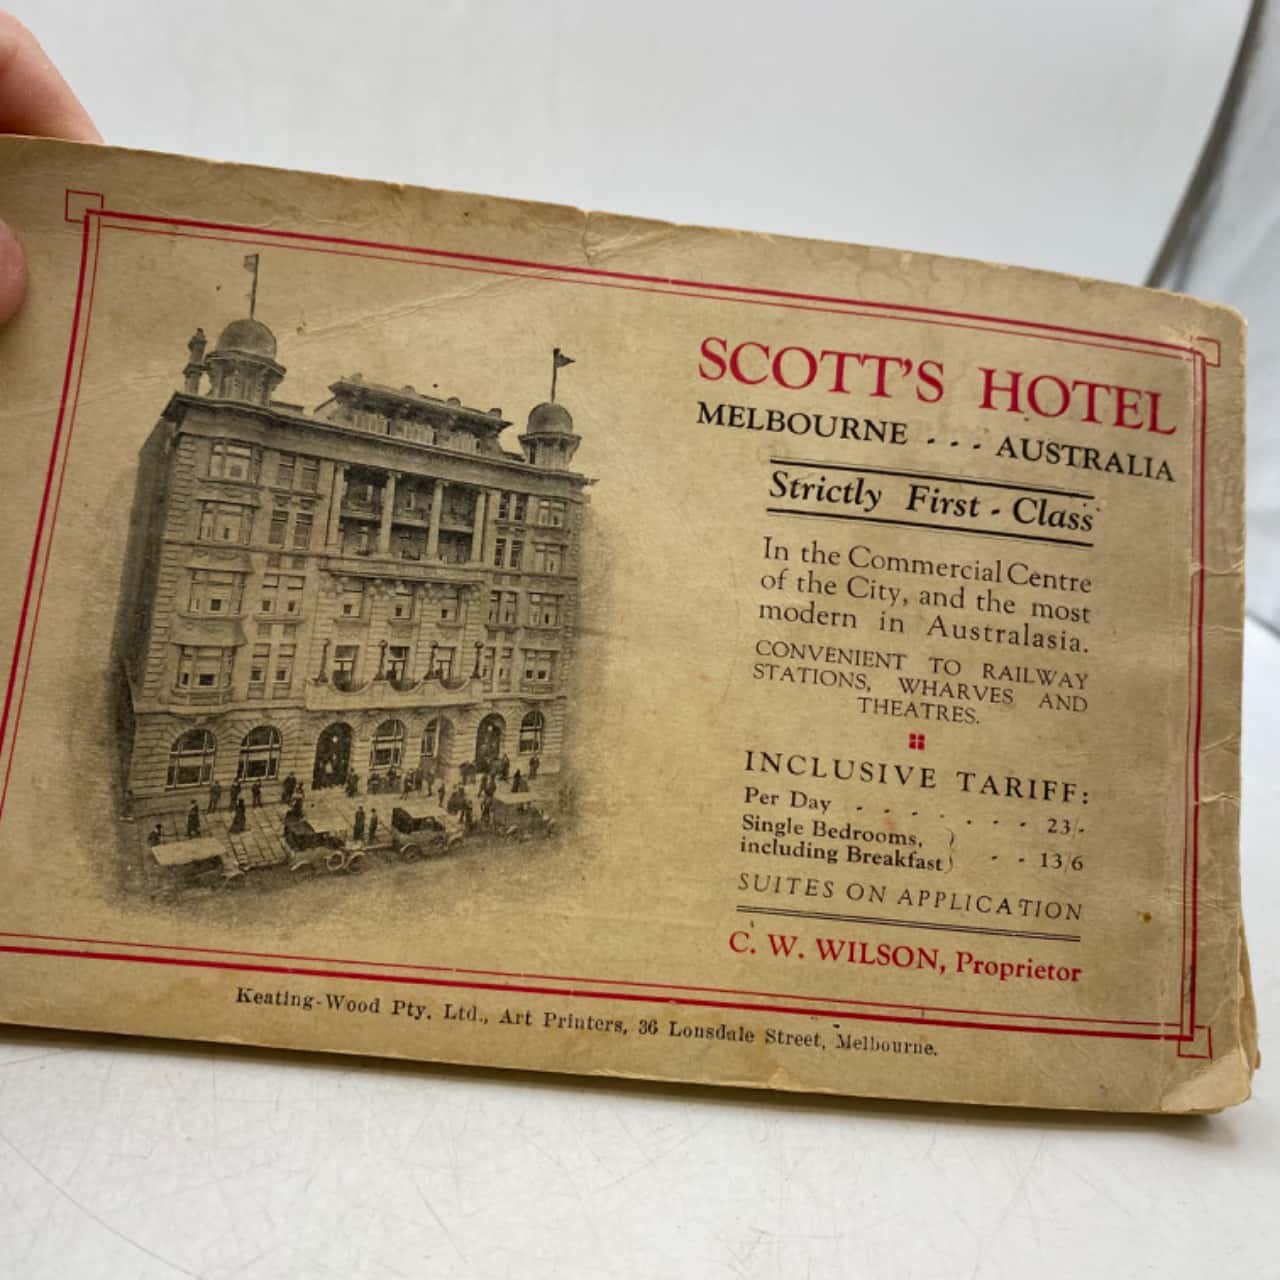 SCOTT'S HOTEL
MELBOURNE - - - AUSTRALIA
Strictly First - Class
In the Commercial Centre
of the City, and the most
modern in Australasia.
CONVENIENT TO RAILWAY
STATIONS, WHARVES AND
THEATRES.
INCLUSIVE TARIFF:
Per Day - - - - - - 23/-
Single Bedrooms, }
including Breakfast } - - 13/6
SUITES ON APPLICATION
C. W. WILSON, Proprietor
Keating-Wood Pty. Ltd., Art Printers, 36 Lonsdale Street, Melbourne.